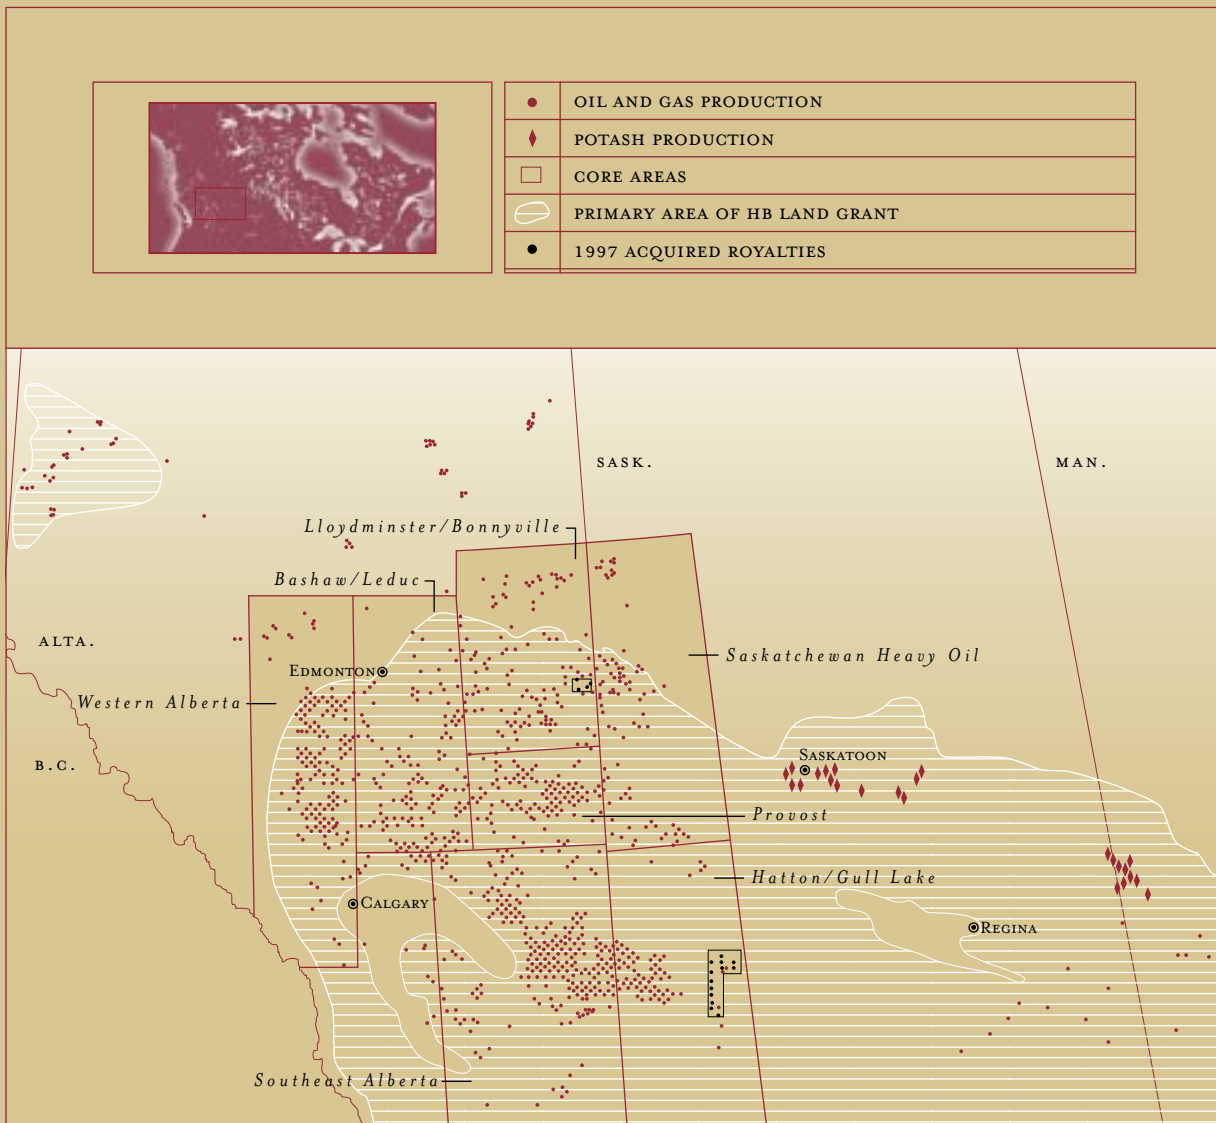 OIL AND GAS PRODUCTION
POTASH PRODUCTION
CORE AREAS
PRIMARY AREA OF HB LAND GRANT
1997 ACQUIRED ROYALTIES
SASK.
MAN.
Lloydminster/Bonnyville
Bashaw/Leduc
ALTA.
Saskatchewan Heavy Oil
EDMONTON
Western Alberta
SASKATOON
B.C.
Provost
Hatton/Gull Lake
CALGARY
REGINA
Southeast Alberta